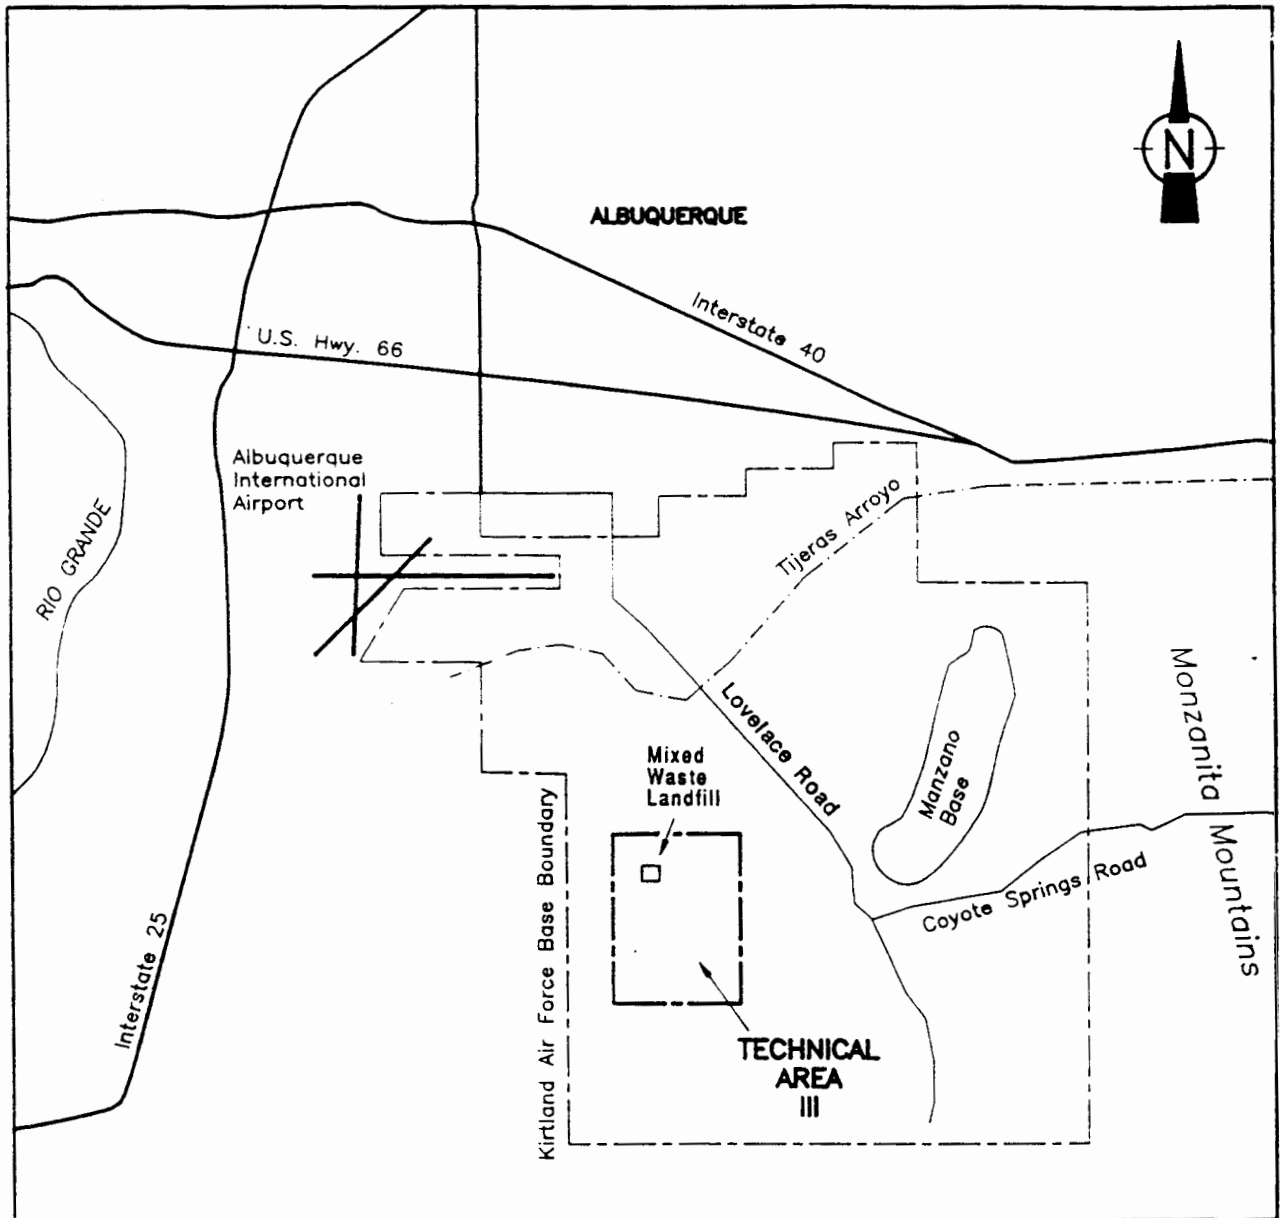 N
ALBUQUERQUE
Interstate 40
U.S. Hwy. 66
Albuquerque
International
Airport
Tijeras Arroyo
RIO GRANDE
Monzanita
Mountains
Lovelace Road
Manzano
Base
Mixed
Waste
Landfill
Coyote Springs Road
Kirtland Air Force Base Boundary
Interstate 25
TECHNICAL
AREA
III